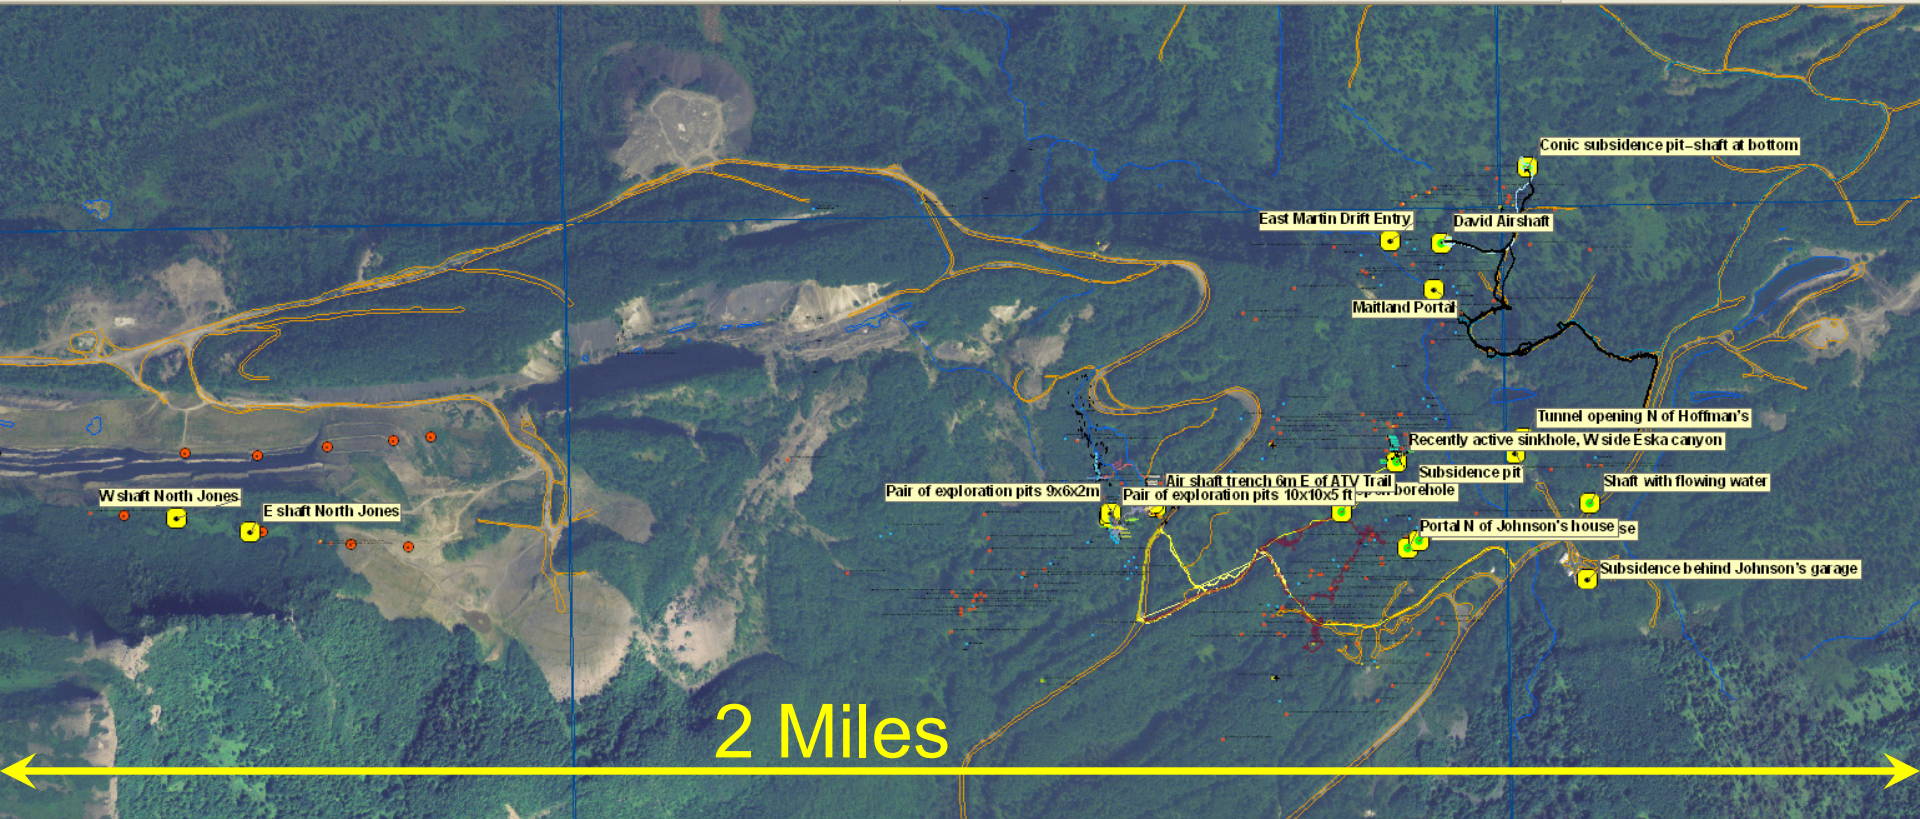 Conic subsidence pit–shaft at bottom
East Martin Drift Entry
David Airshaft
Maitland Portal
Tunnel opening N of Hoffman's
Recently active sinkhole, W side Eska canyon
Subsidence pit
Air shaft trench 6m E of ATV Trail
Shaft with flowing water
Pair of exploration pits 9x6x2m
Pair of exploration pits 10x10x5 ft
borehole
W shaft North Jones
E shaft North Jones
Portal N of Johnson's house
se
Subsidence behind Johnson's garage
2 Miles